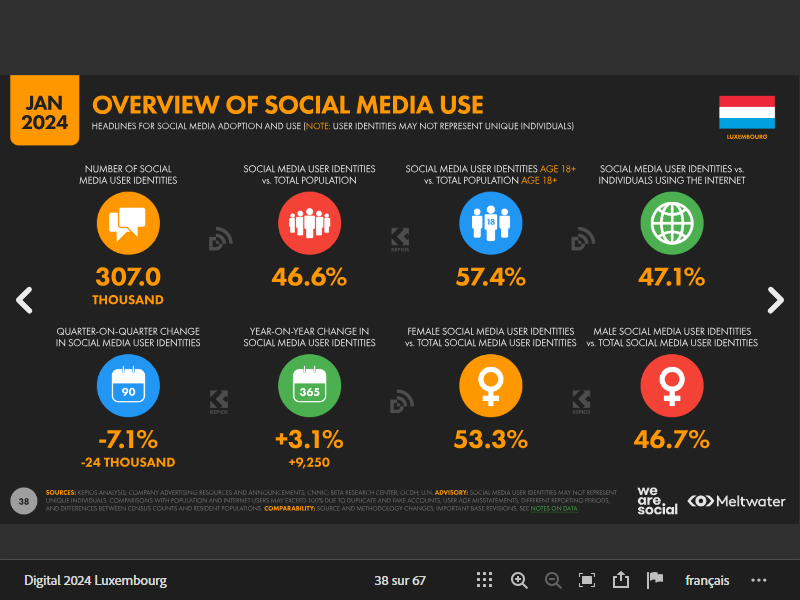 JAN
2024
OVERVIEW OF SOCIAL MEDIA USE
HEADLINES FOR SOCIAL MEDIA ADOPTION AND USE (NOTE: USER IDENTITIES MAY NOT REPRESENT UNIQUE INDIVIDUALS)
LUXEMBOURG
NUMBER OF SOCIAL
MEDIA USER IDENTITIES
307.0
THOUSAND
SOCIAL MEDIA USER IDENTITIES
vs. TOTAL POPULATION
46.6%
SOCIAL MEDIA USER IDENTITIES AGE 18+
vs. TOTAL POPULATION AGE 18+
18
57.4%
SOCIAL MEDIA USER IDENTITIES vs.
INDIVIDUALS USING THE INTERNET
47.1%
KEPIOS
QUARTER-ON-QUARTER CHANGE
IN SOCIAL MEDIA USER IDENTITIES
90
-7.1%
-24 THOUSAND
YEAR-ON-YEAR CHANGE IN
SOCIAL MEDIA USER IDENTITIES
365
+3.1%
+9,250
FEMALE SOCIAL MEDIA USER IDENTITIES
vs. TOTAL SOCIAL MEDIA USER IDENTITIES
53.3%
MALE SOCIAL MEDIA USER IDENTITIES
vs. TOTAL SOCIAL MEDIA USER IDENTITIES
46.7%
KEPIOS
KEPIOS
38
SOURCES: KEPIOS ANALYSIS; COMPANY ADVERTISING RESOURCES AND ANNOUNCEMENTS; CNNIC; BETA RESEARCH CENTER; OCDH; U.N. ADVISORY: SOCIAL MEDIA USER IDENTITIES MAY NOT REPRESENT
UNIQUE INDIVIDUALS. COMPARISONS WITH POPULATION AND INTERNET USERS MAY EXCEED 100% DUE TO DUPLICATE AND FAKE ACCOUNTS, USER AGE MISSTATEMENTS, DIFFERENT REPORTING PERIODS,
AND DIFFERENCES BETWEEN CENSUS COUNTS AND RESIDENT POPULATIONS. COMPARABILITY: SOURCE AND METHODOLOGY CHANGES; IMPORTANT BASE REVISIONS. SEE NOTES ON DATA.
we
are.
social
Meltwater
Digital 2024 Luxembourg
38 sur 67
français